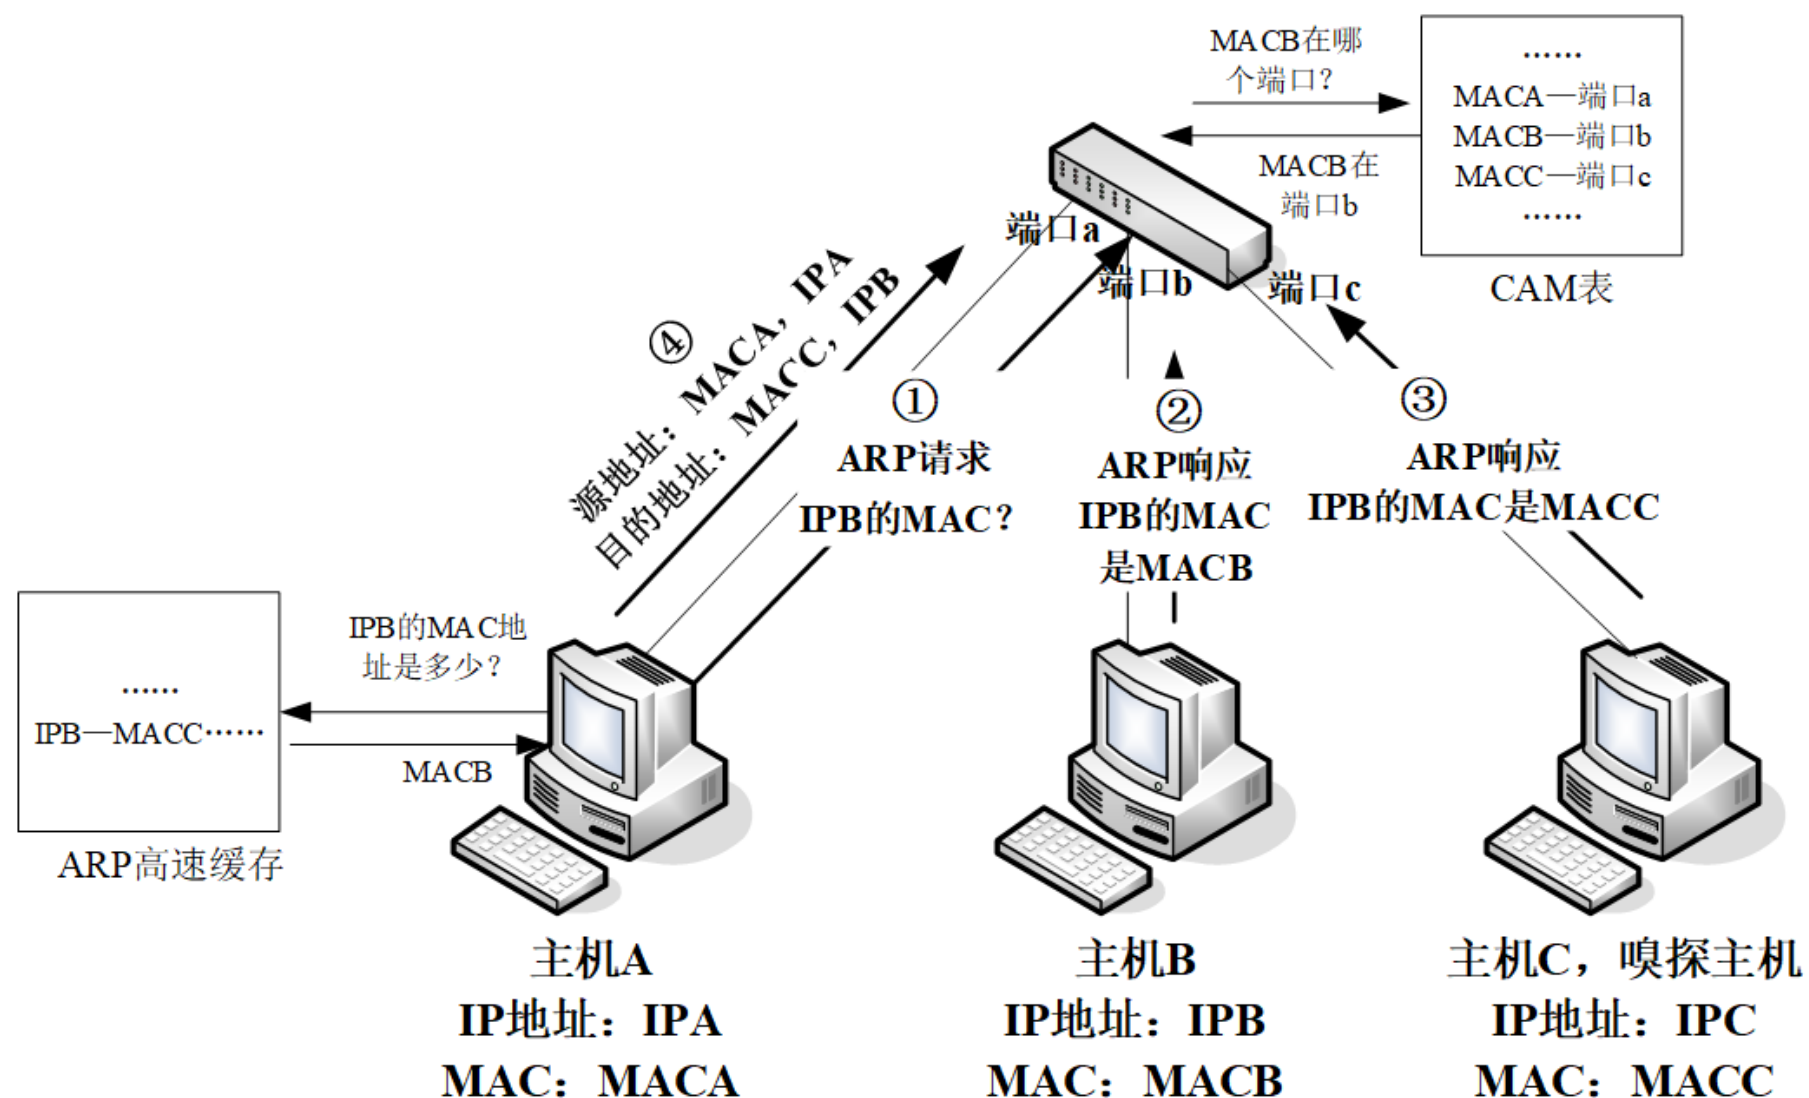 MACB在哪
个端口？
MACB在
端口b
……
MACA—端口a
MACB—端口b
MACC—端口c
……
CAM表
端口a
端口b
端口c
④
源地址：MACA，IPA
目的地址：MACC，IPB
①
ARP请求
IPB的MAC？
②
ARP响应
IPB的MAC
是MACB
③
ARP响应
IPB的MAC是MACC
IPB的MAC地
址是多少？
MACB
……
IPB—MACC……
ARP高速缓存
主机A
IP地址：IPA
MAC：MACA
主机B
IP地址：IPB
MAC：MACB
主机C，嗅探主机
IP地址：IPC
MAC：MACC